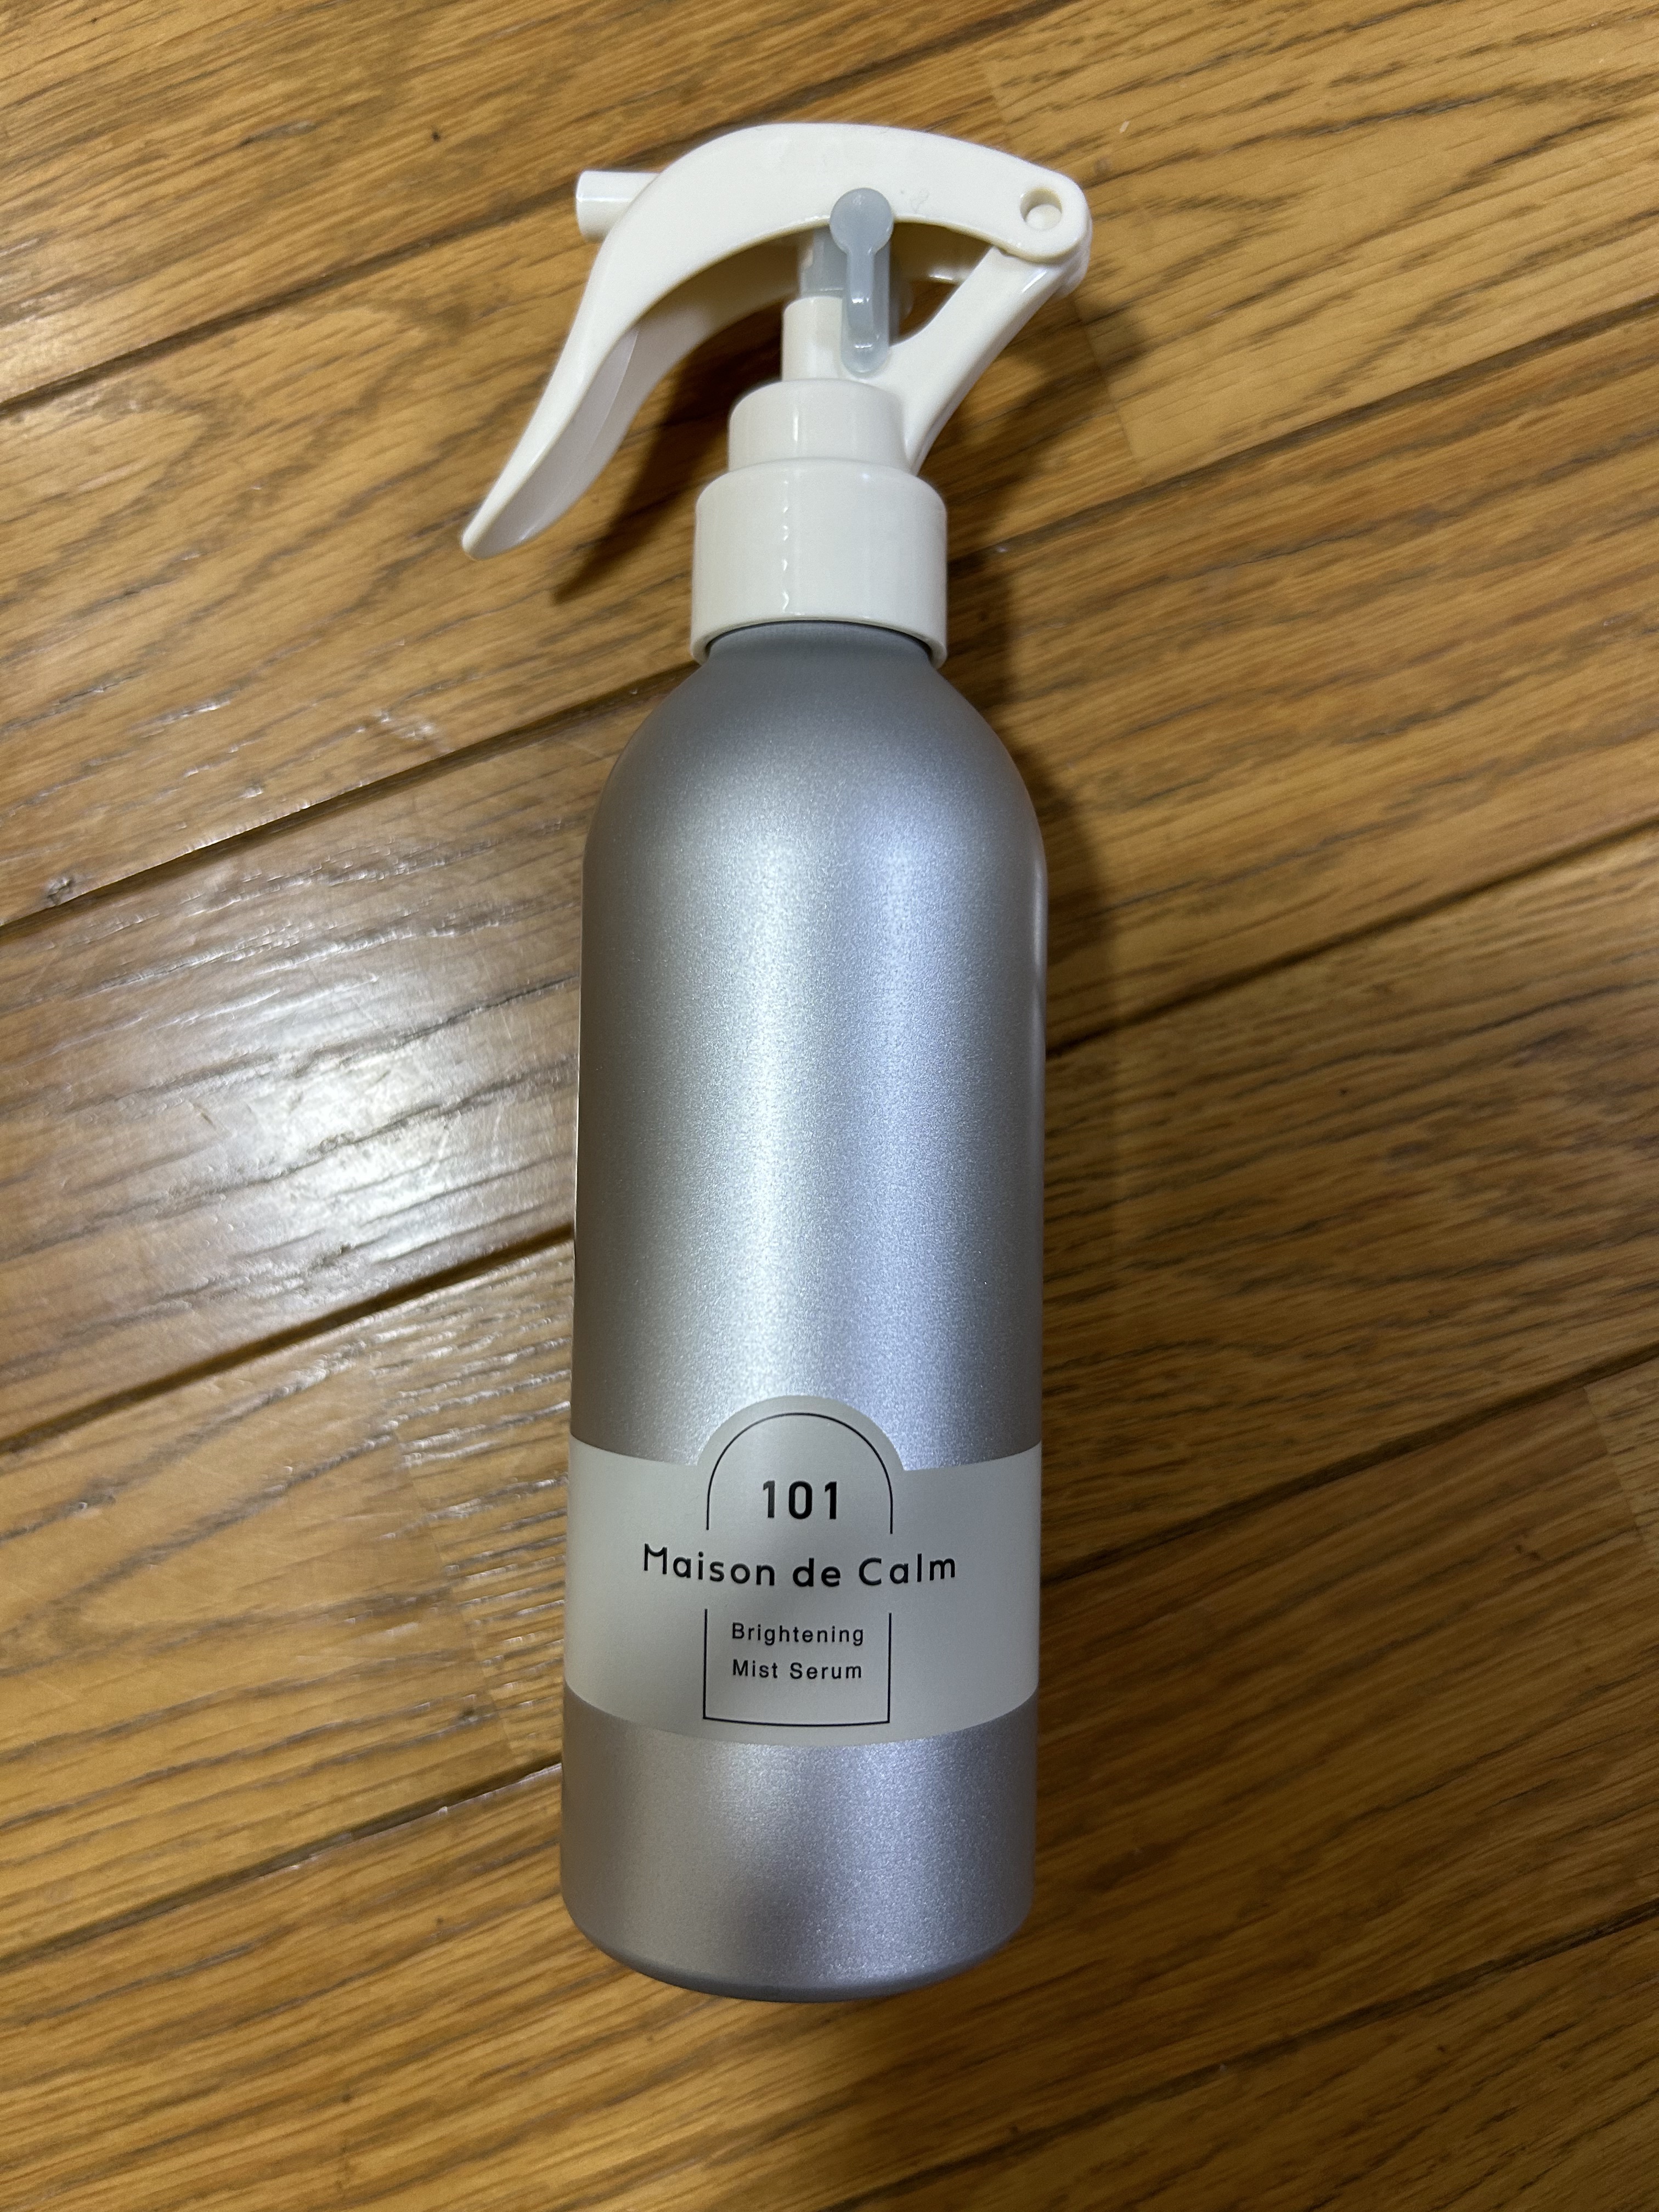 101
Maison de Calm
Brightening
Mist Serum